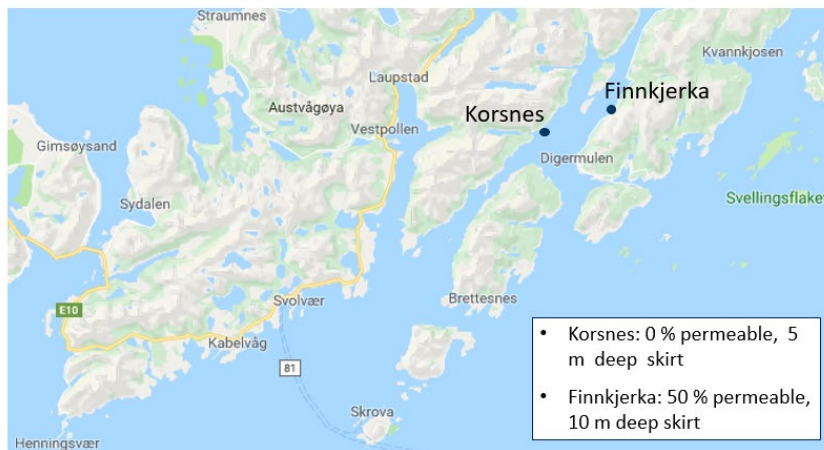 Straumnes
Kvannkjosen
Laupstad
Finnkjerka
Austvågøya
Korsnes
Vestpollen
Gimsøysand
Digermulen
Sydalen
Svellingsflaket
Brettesnes
E10
Svolvær
Kabelvåg
81
Skrova
Henningsvær
• Korsnes: 0 % permeable, 5
m deep skirt
• Finnkjerka: 50 % permeable,
10 m deep skirt